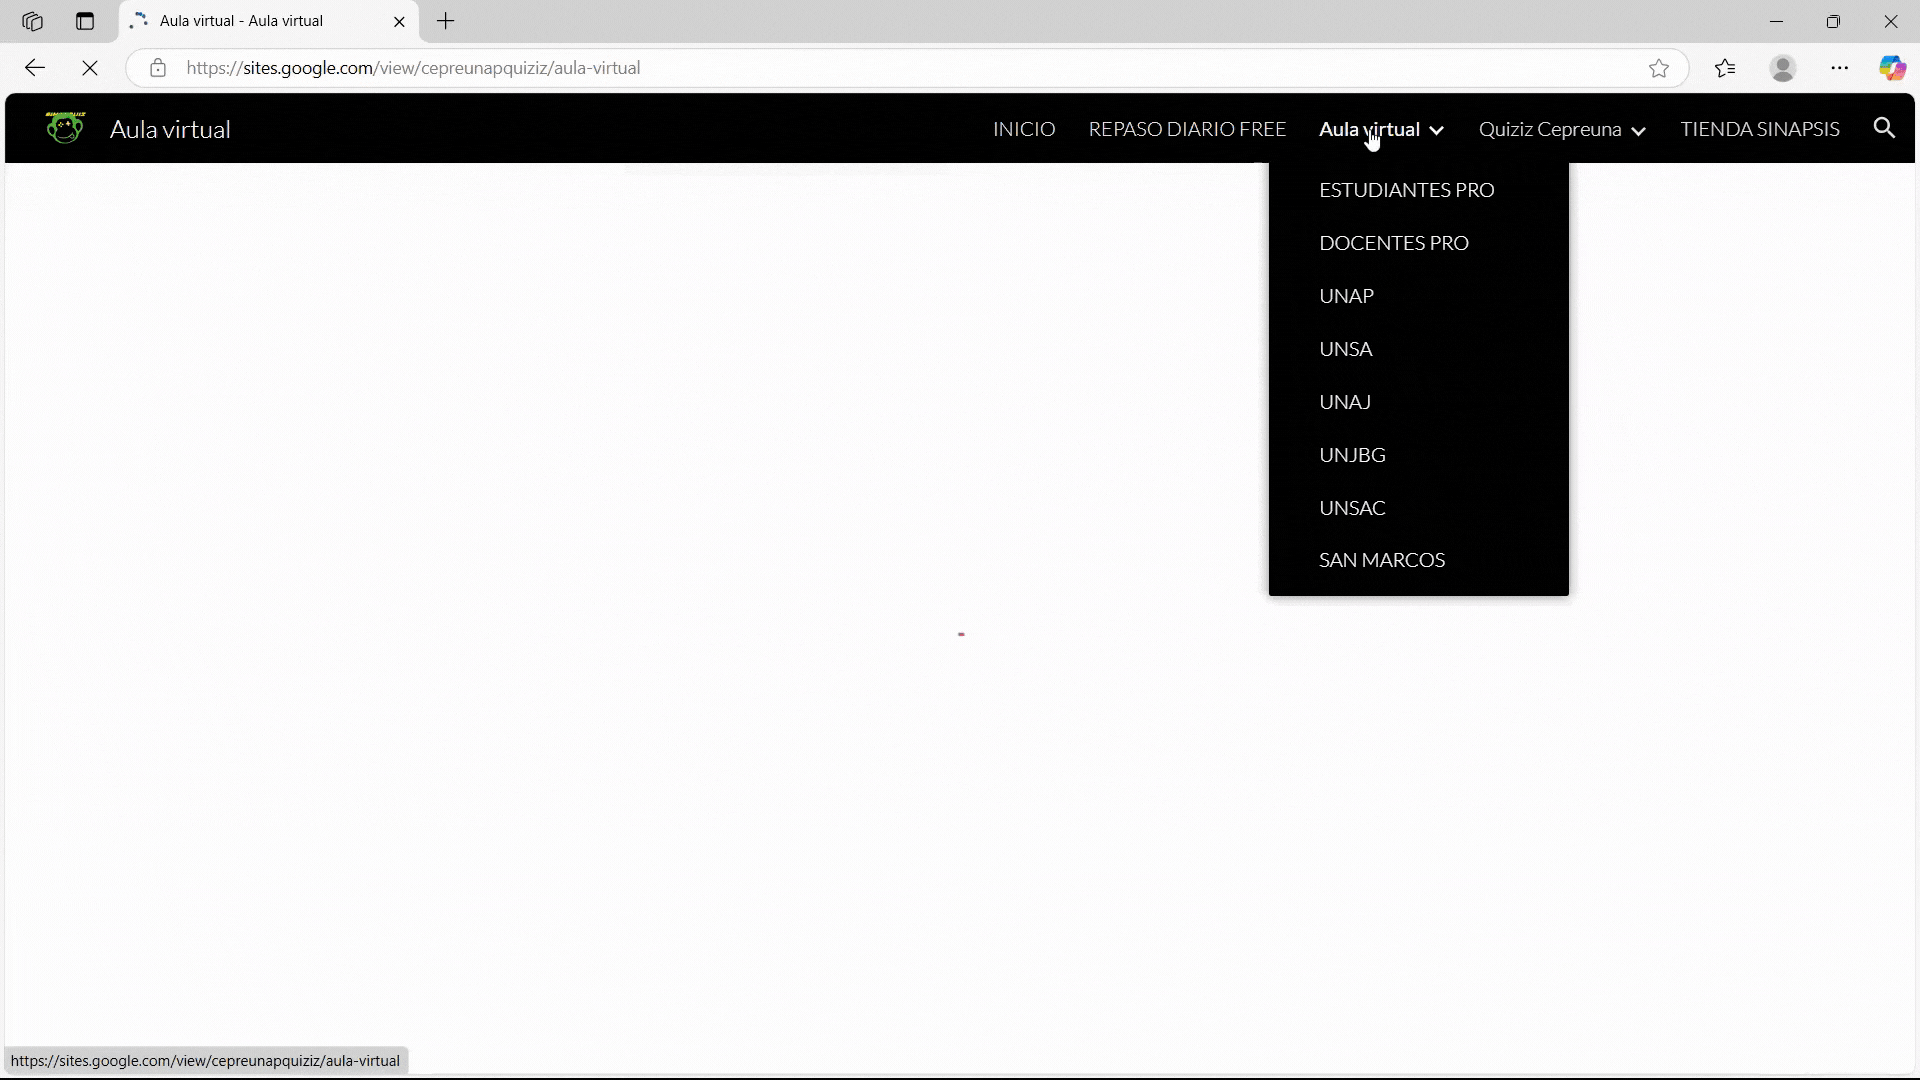 Aula virtual - Aula virtual
https://sites.google.com/view/cepreunapquiziz/aula-virtual
Aula virtual
INICIO
REPASO DIARIO FREE
Aula virtual
Quiziz Cepreuna
TIENDA SINAPSIS
ESTUDIANTES PRO
DOCENTES PRO
UNAP
UNSA
UNAJ
UNJBG
UNSAC
SAN MARCOS
https://sites.google.com/view/cepreunapquiziz/aula-virtual